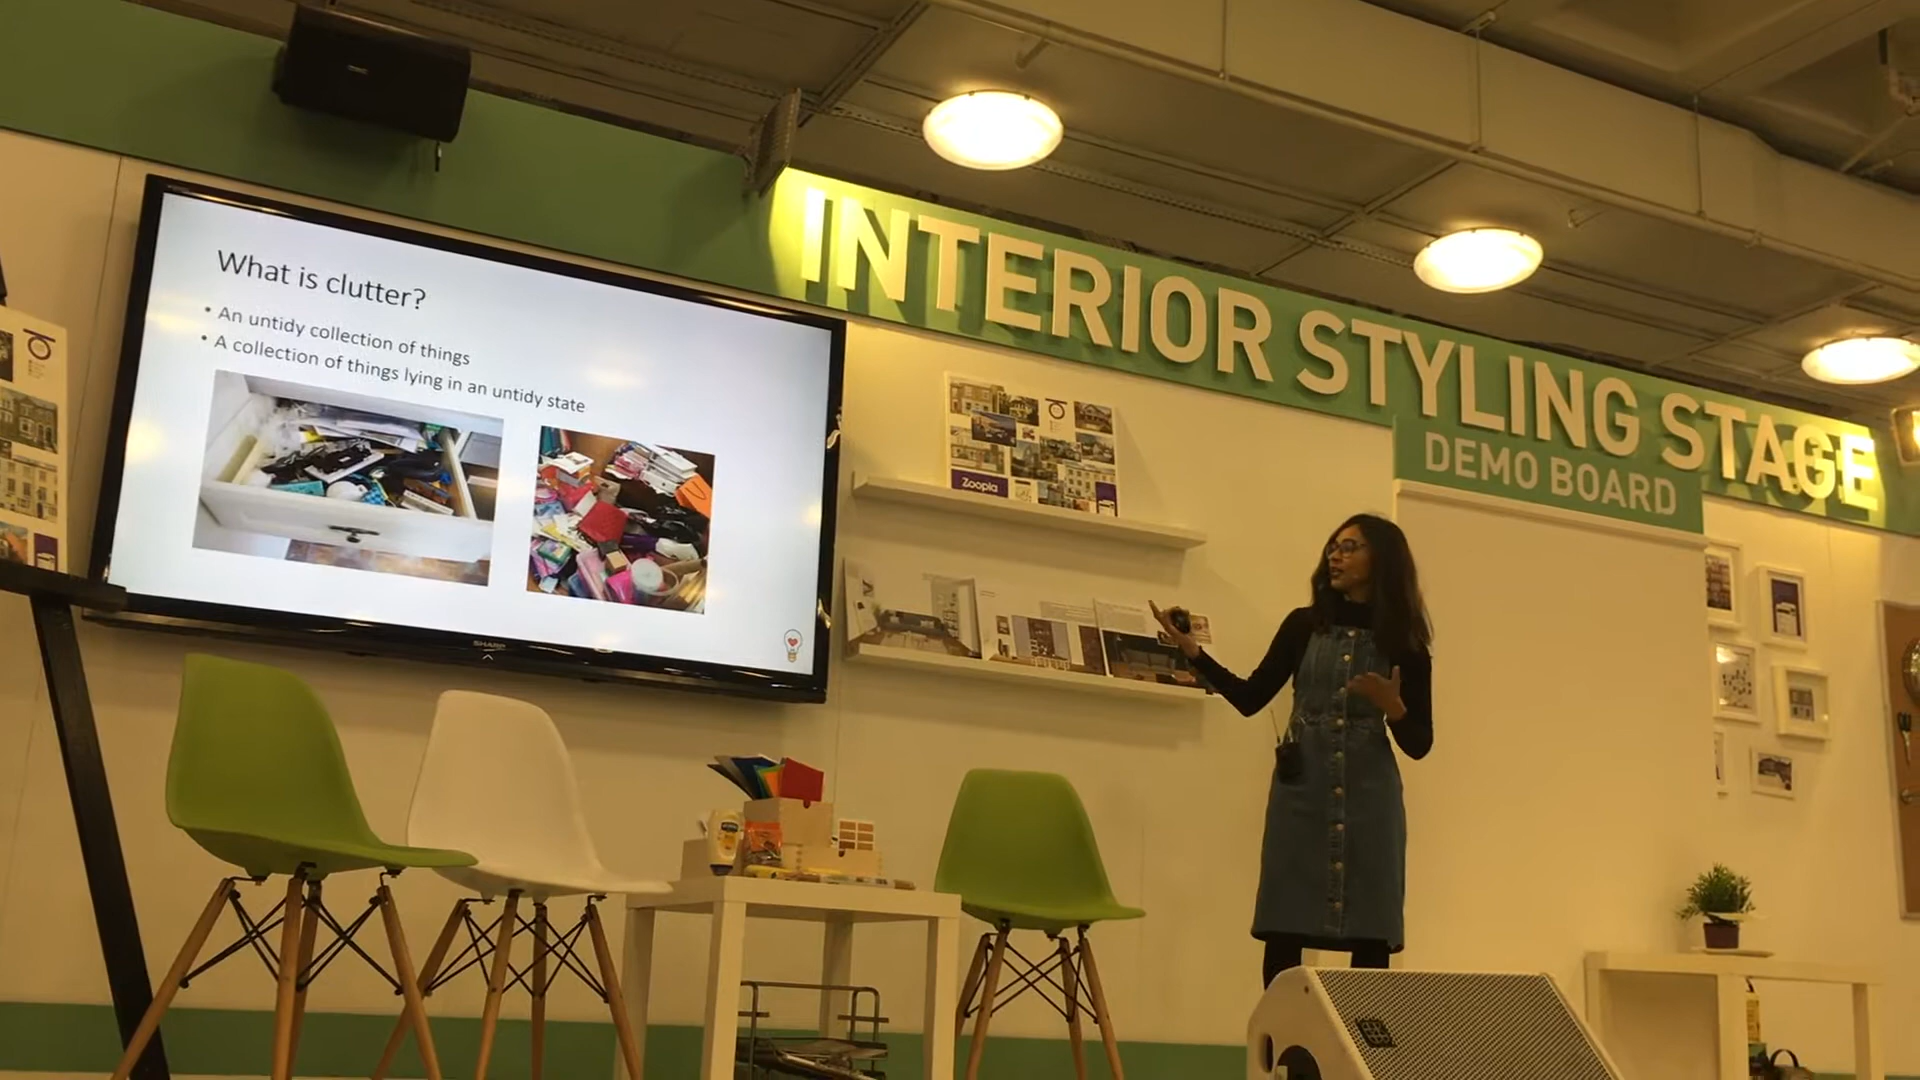 What is clutter?
• An untidy collection of things
• A collection of things lying in an untidy state
SHARP
INTERIOR STYLING STAGE
DEMO BOARD
Zoopla